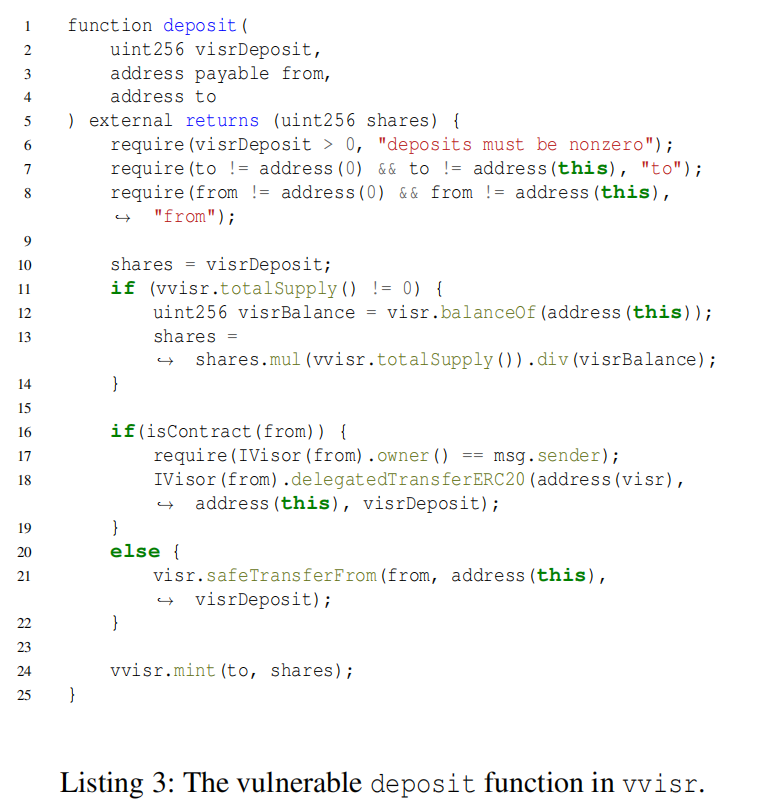 1 function deposit(
2 uint256 visrDeposit,
3 address payable from,
4 address to
5 ) external returns (uint256 shares) {
6 require(visrDeposit > 0, "deposits must be nonzero");
7 require(to != address(0) && to != address(this), "to");
8 require(from != address(0) && from != address(this),
↪ "from");
9
10 shares = visrDeposit;
11 if (vvisr.totalSupply() != 0) {
12 uint256 visrBalance = visr.balanceOf(address(this));
13 shares =
↪ shares.mul(vvisr.totalSupply()).div(visrBalance);
14 }
15
16 if(isContract(from)) {
17 require(IVisor(from).owner() == msg.sender);
18 IVisor(from).delegatedTransferERC20(address(visr),
↪ address(this), visrDeposit);
19 }
20 else {
21 visr.safeTransferFrom(from, address(this),
↪ visrDeposit);
22 }
23
24 vvisr.mint(to, shares);
25 }
Listing 3: The vulnerable deposit function in vvisr.